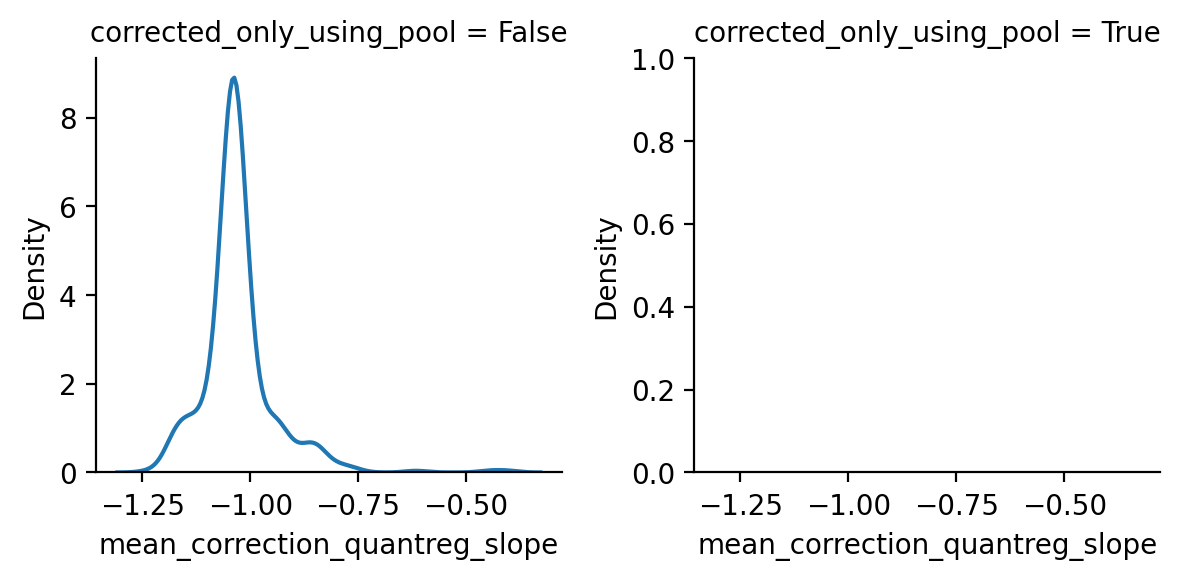 corrected_only_using_pool = False
8
6
4
2
0
Density
−1.25 −1.00 −0.75 −0.50
mean_correction_quantreg_slope
corrected_only_using_pool = True
1.0
0.8
0.6
0.4
0.2
0.0
Density
−1.25 −1.00 −0.75 −0.50
mean_correction_quantreg_slope